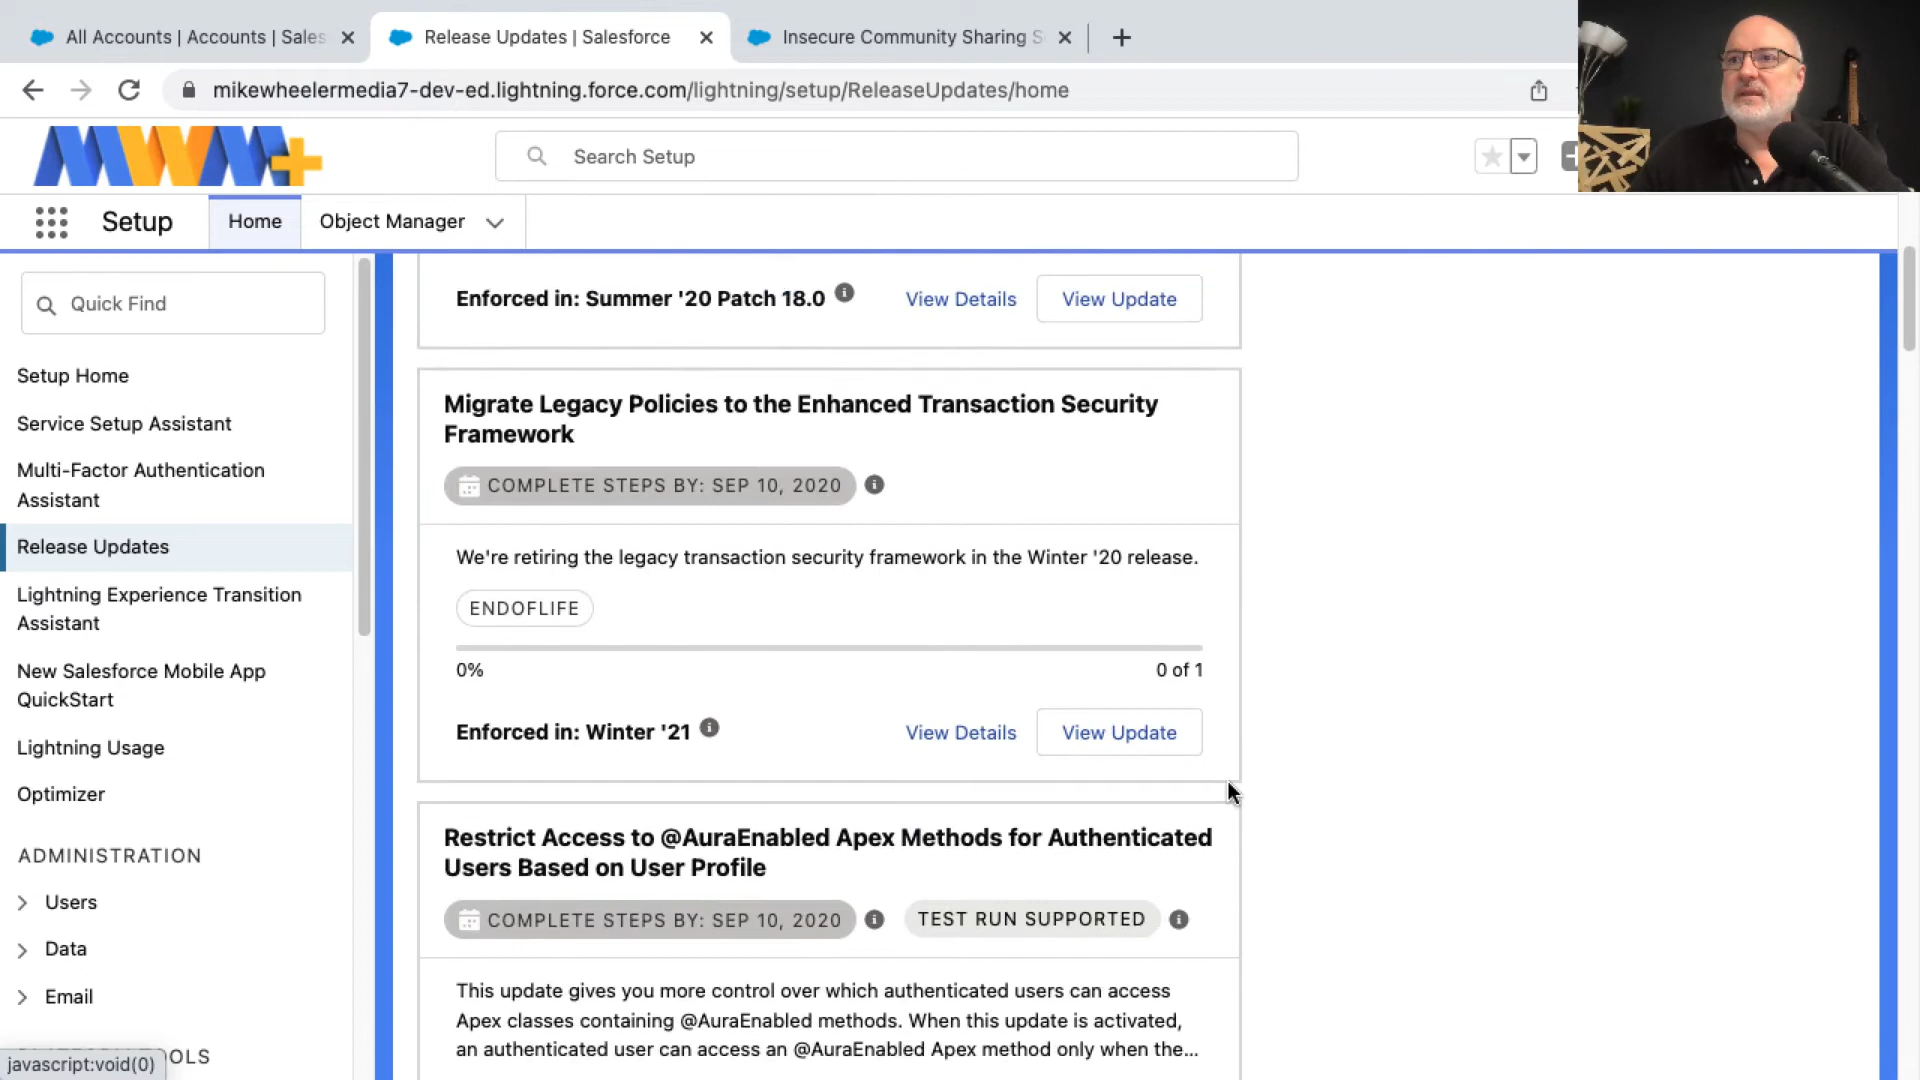 All Accounts | Accounts | Sales
Release Updates | Salesforce
Insecure Community Sharing S
mikewheelermedia7-dev-ed.lightning.force.com/lightning/setup/ReleaseUpdates/home
MWM+
Search Setup
Setup
Home
Object Manager
Quick Find
Setup Home
Service Setup Assistant
Multi-Factor Authentication
Assistant
Release Updates
Lightning Experience Transition
Assistant
New Salesforce Mobile App
QuickStart
Lightning Usage
Optimizer
ADMINISTRATION
Users
Data
Email
OLS
javascript:void(0)
Enforced in: Summer '20 Patch 18.0
View Details
View Update
Migrate Legacy Policies to the Enhanced Transaction Security
Framework
COMPLETE STEPS BY: SEP 10, 2020
We're retiring the legacy transaction security framework in the Winter '20 release.
ENDOFLIFE
0%
0 of 1
Enforced in: Winter '21
View Details
View Update
Restrict Access to @AuraEnabled Apex Methods for Authenticated
Users Based on User Profile
COMPLETE STEPS BY: SEP 10, 2020
TEST RUN SUPPORTED
This update gives you more control over which authenticated users can access
Apex classes containing @AuraEnabled methods. When this update is activated,
an authenticated user can access an @AuraEnabled Apex method only when the...